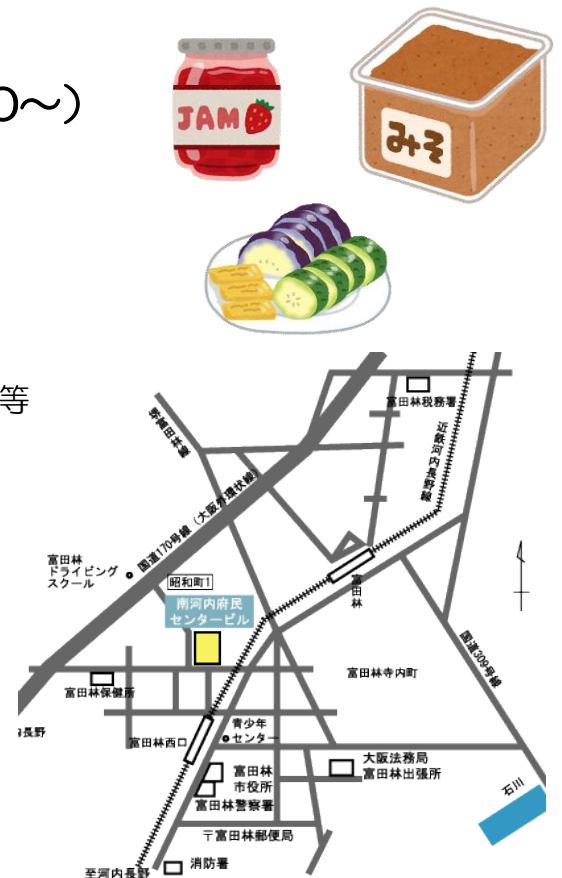 0～)
JAM
みそ
等
富田林税務署
堺富田林線
近鉄河内長野線
国道170号線（大阪外環状線）
富田林
ドライビング
スクール
昭和町1
富田林
南河内府民
センタービル
国道309号線
富田林寺内町
富田林保健所
青少年
センター
長野
富田林西口
大阪法務局
富田林出張所
富田林
市役所
石川
富田林警察署
〒富田林郵便局
消防署
至河内長野